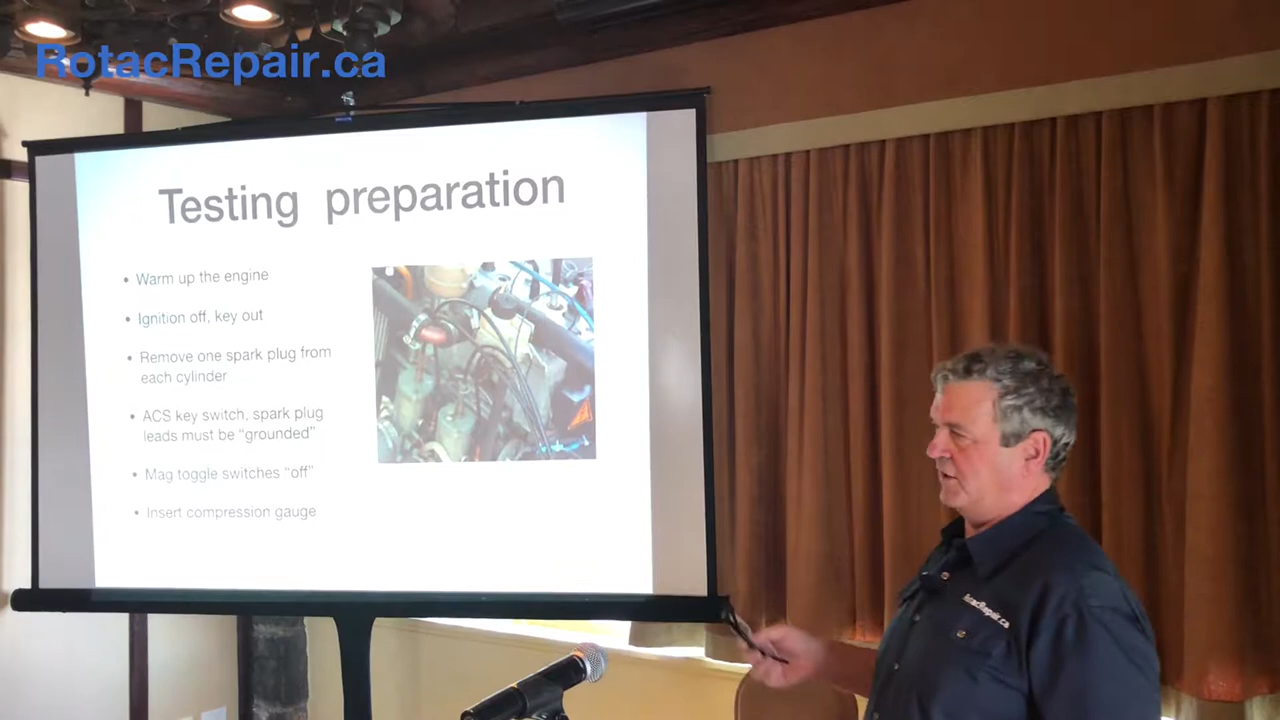 RotacRepair.ca
Testing preparation
• Warm up the engine
• Ignition off, key out
• Remove one spark plug from
each cylinder
• ACS key switch, spark plug
leads must be “grounded”
• Mag toggle switches “off”
• Insert compression gauge
RotacRepair.ca